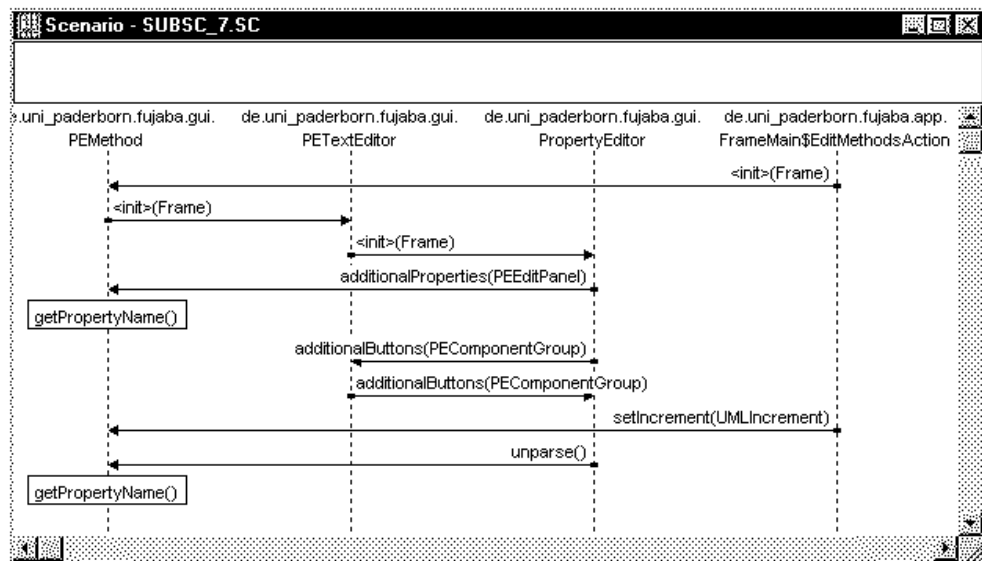 Scenario - SUBSC_7.SC
e.uni_paderborn.fujaba.gui. de.uni_paderborn.fujaba.gui. de.uni_paderborn.fujaba.gui. de.uni_paderborn.fujaba.app.
PEMethod PETextEditor PropertyEditor FrameMain$EditMethodsAction
<init>(Frame)
<init>(Frame)
<init>(Frame)
additionalProperties(PEEditPanel)
getPropertyName()
additionalButtons(PEComponentGroup)
additionalButtons(PEComponentGroup)
setIncrement(UMLIncrement)
unparse()
getPropertyName()